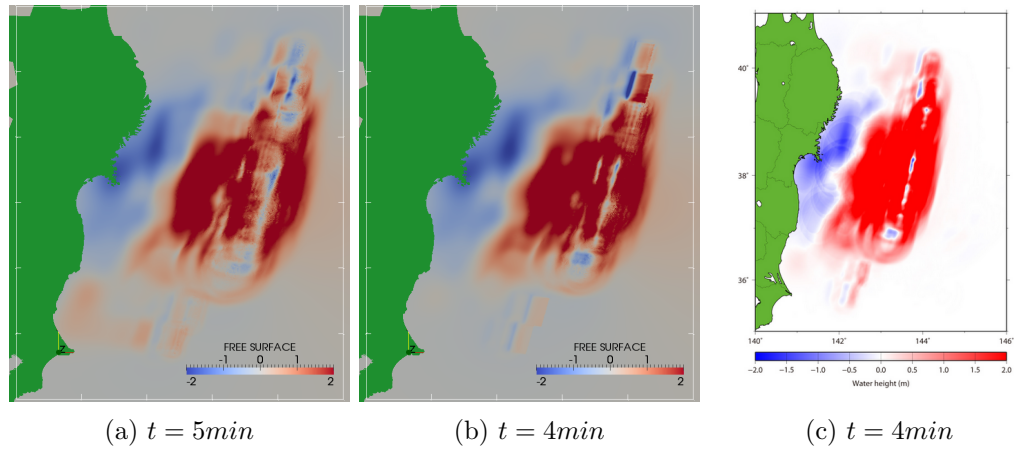 FREE SURFACE
-1 0 1
-2 2
Z
FREE SURFACE
-1 0 1
-2 2
Z
40°
38°
36°
140° 142° 144° 146°
−2.0 −1.5 −1.0 −0.5 0.0 0.5 1.0 1.5 2.0
Water height (m)
(a) t = 5min
(b) t = 4min
(c) t = 4min